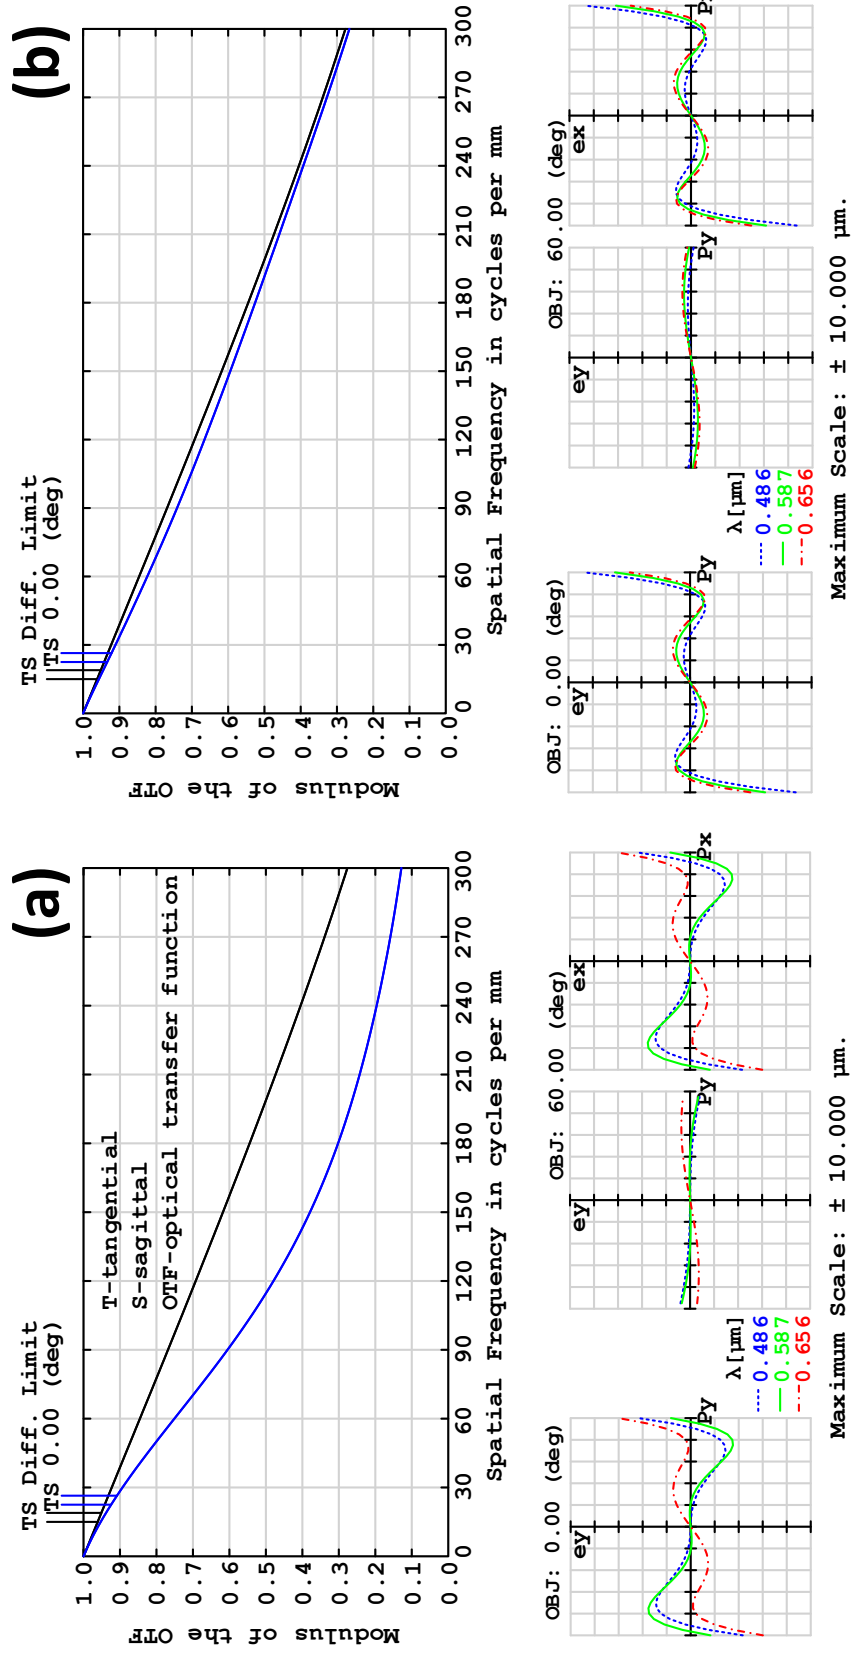 (a)
TS Diff. Limit
TS 0.00 (deg)
T-tangential
S-sagittal
OTF-optical transfer function
Modulus of the OTF
1.0
0.9
0.8
0.7
0.6
0.5
0.4
0.3
0.2
0.1
0.0
0 30 60 90 120 150 180 210 240 270 300
Spatial Frequency in cycles per mm
OBJ: 0.00 (deg)
ey
Py
OBJ: 60.00 (deg)
ey
Py
ex
Px
λ[μm]
0.486
0.587
0.656
Maximum Scale: ± 10.000 μm.
(b)
TS Diff. Limit
TS 0.00 (deg)
Modulus of the OTF
1.0
0.9
0.8
0.7
0.6
0.5
0.4
0.3
0.2
0.1
0.0
0 30 60 90 120 150 180 210 240 270 300
Spatial Frequency in cycles per mm
OBJ: 0.00 (deg)
ey
Py
OBJ: 60.00 (deg)
ey
Py
ex
λ[μm]
0.486
0.587
0.656
Maximum Scale: ± 10.000 μm.